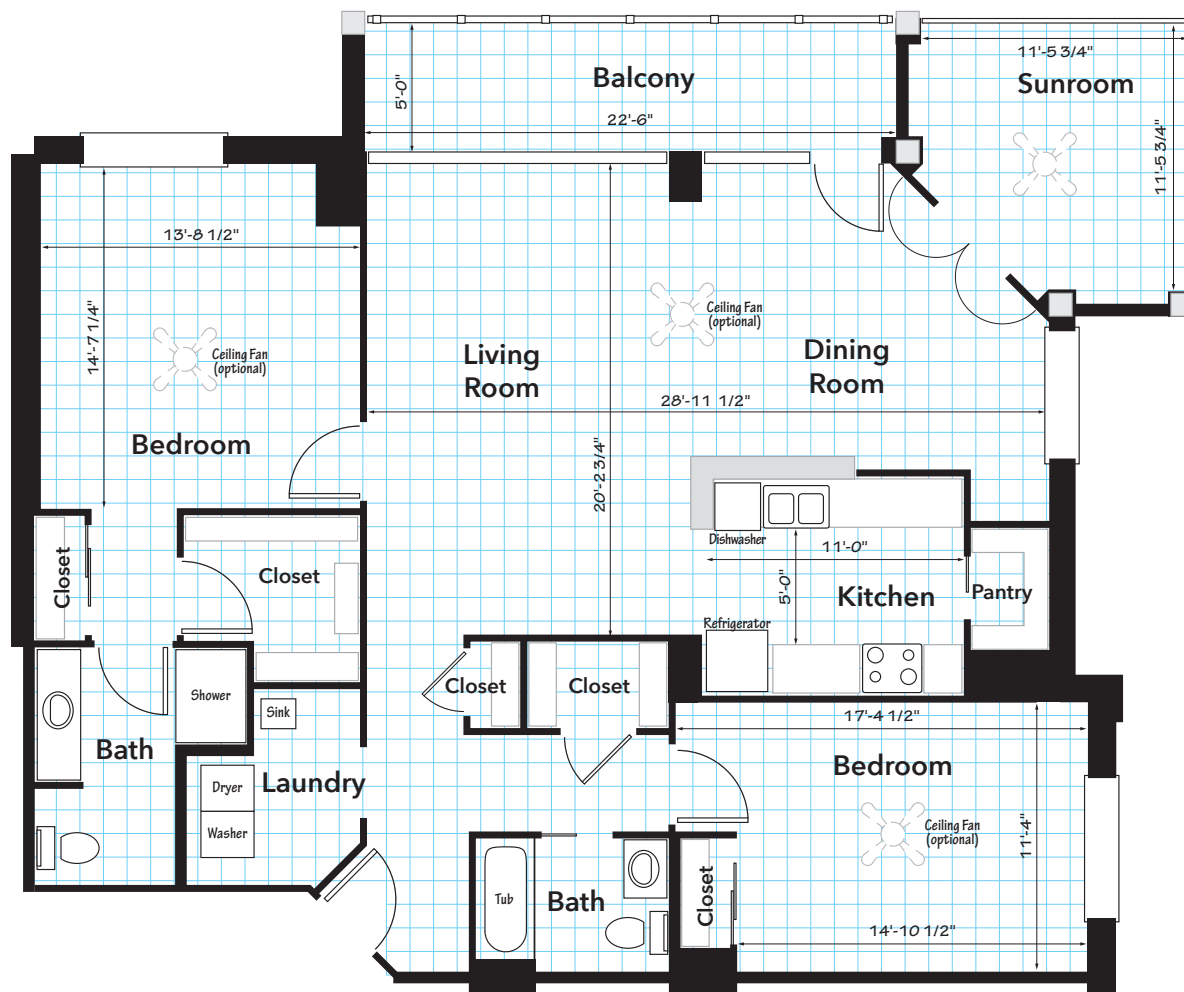 11'-5 3/4"
Balcony
Sunroom
5'-0"
22'-6"
11'-5 3/4"
13'-8 1/2"
14'-7 1/4"
Ceiling Fan
(optional)
Bedroom
Ceiling Fan
(optional)
Living
Room
Dining
Room
28'-11 1/2"
20'-2 3/4"
Dishwasher
11'-0"
5'-0"
Kitchen
Pantry
Refrigerator
Closet
Closet
Closet
Closet
Shower
Sink
Bath
Laundry
Dryer
Washer
17'-4 1/2"
Bedroom
Ceiling Fan
(optional)
11'-4"
Tub
Bath
Closet
14'-10 1/2"